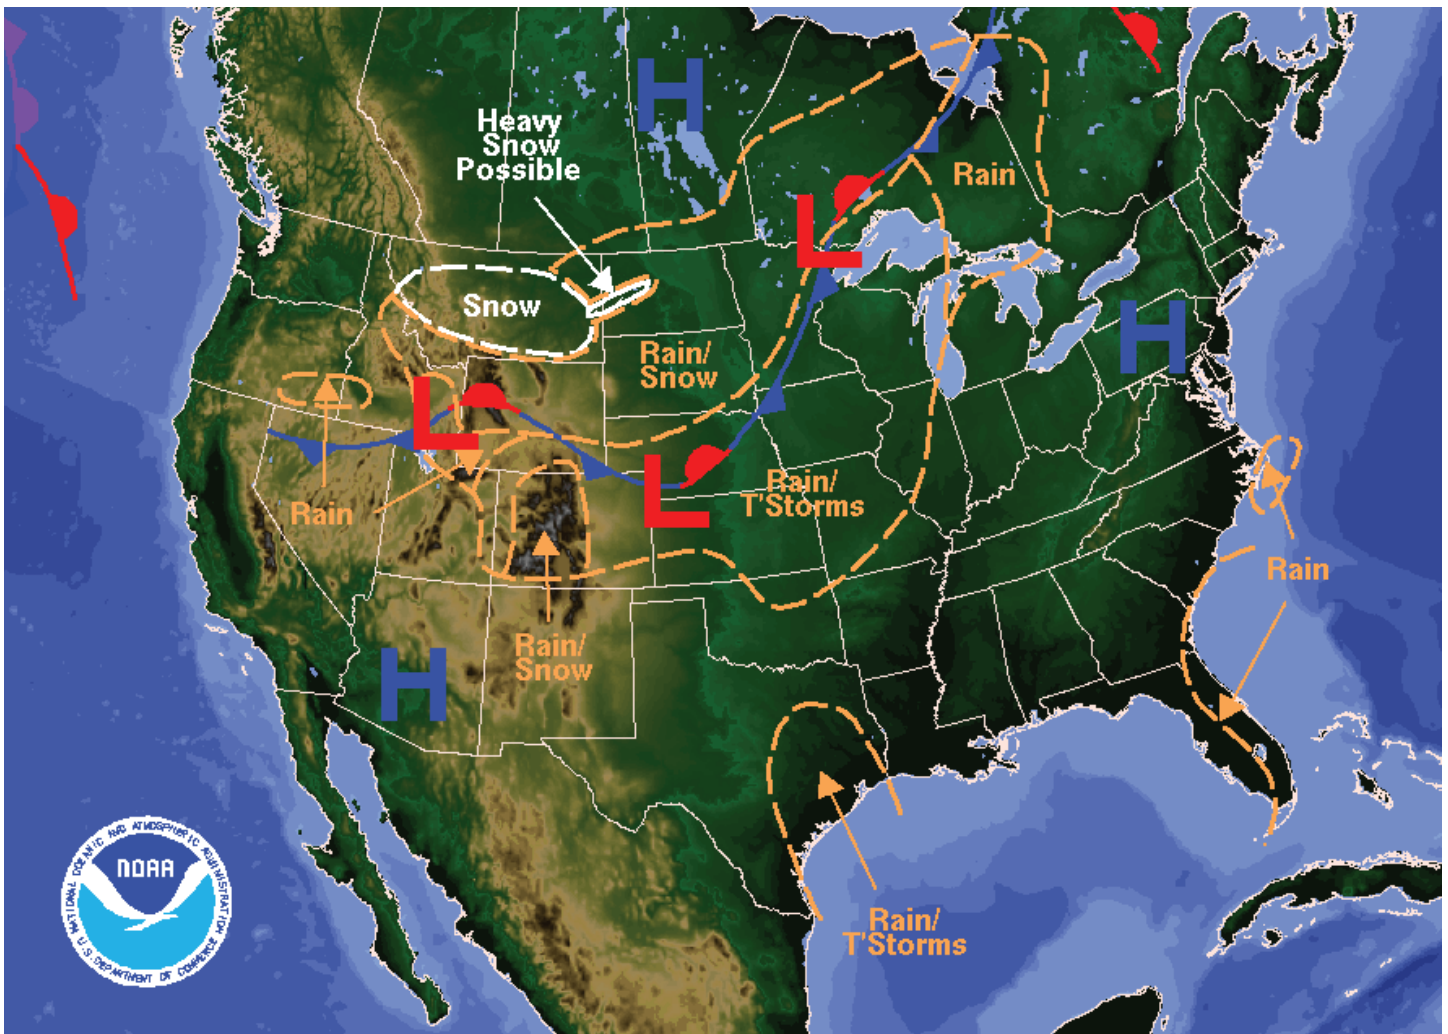 H
Heavy
Snow
Possible
Rain
L
Snow
H
Rain/
Snow
L
L
Rain/
T'Storms
Rain
Rain
Rain/
Snow
H
NATIONAL OCEANIC AND ATMOSPHERIC ADMINISTRATION
NOAA
U.S. DEPARTMENT OF COMMERCE
Rain/
T'Storms